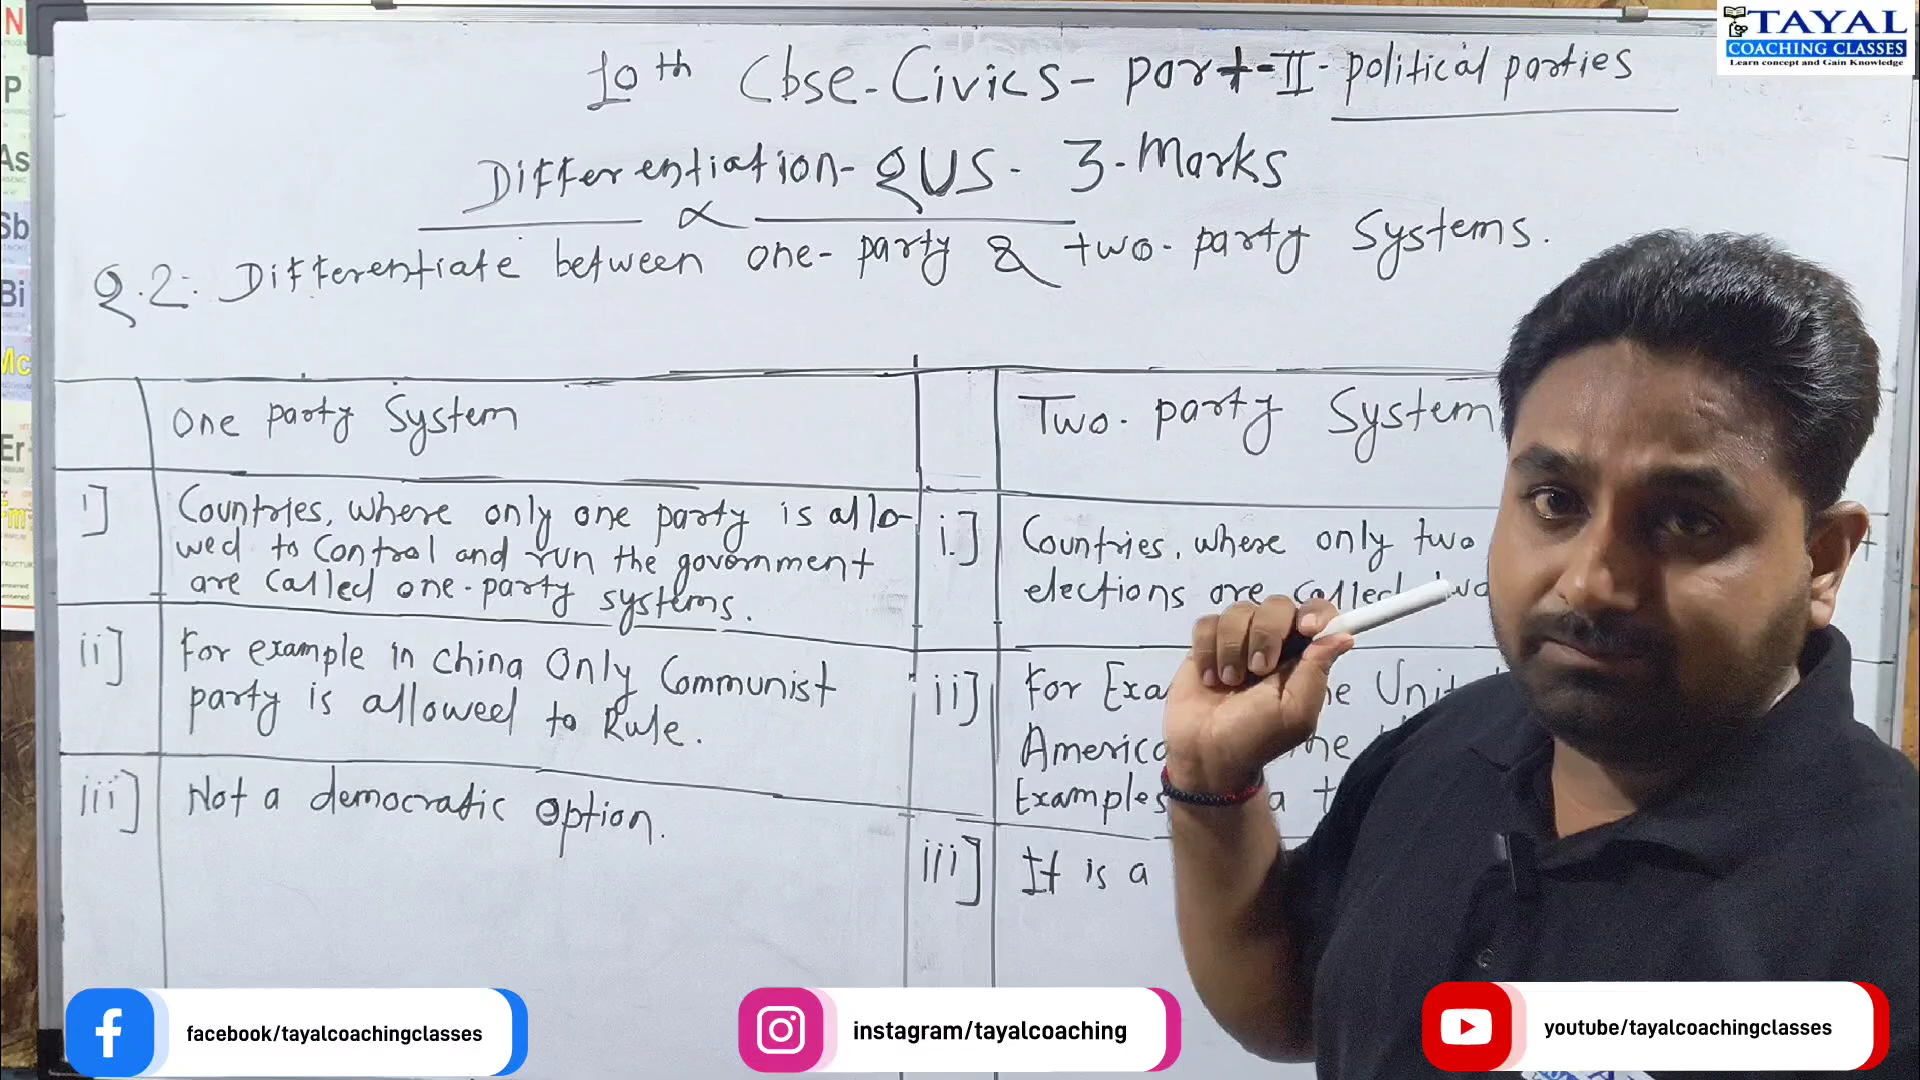 TAYAL
COACHING CLASSES
Learn concept and Gain Knowledge
10th Cbse-Civics- part-II-political parties
Differentiation-QUS- 3-Marks
Q.2: Differentiate between one-party & two-party Systems.
One party System
i] Countries, where only one party is allo-
wed to Control and run the government
are called one-party systems.
ii] For example in China Only Communist
party is allowed to Rule.
iii] Not a democratic option.
Two-party System
i.] Countries, where only two
elections are called
ii] For
America
Examples a
iii] It is a
N
P
As
Sb
Bi
Mc
Er
Fm
facebook/tayalcoachingclasses
instagram/tayalcoaching
youtube/tayalcoachingclasses